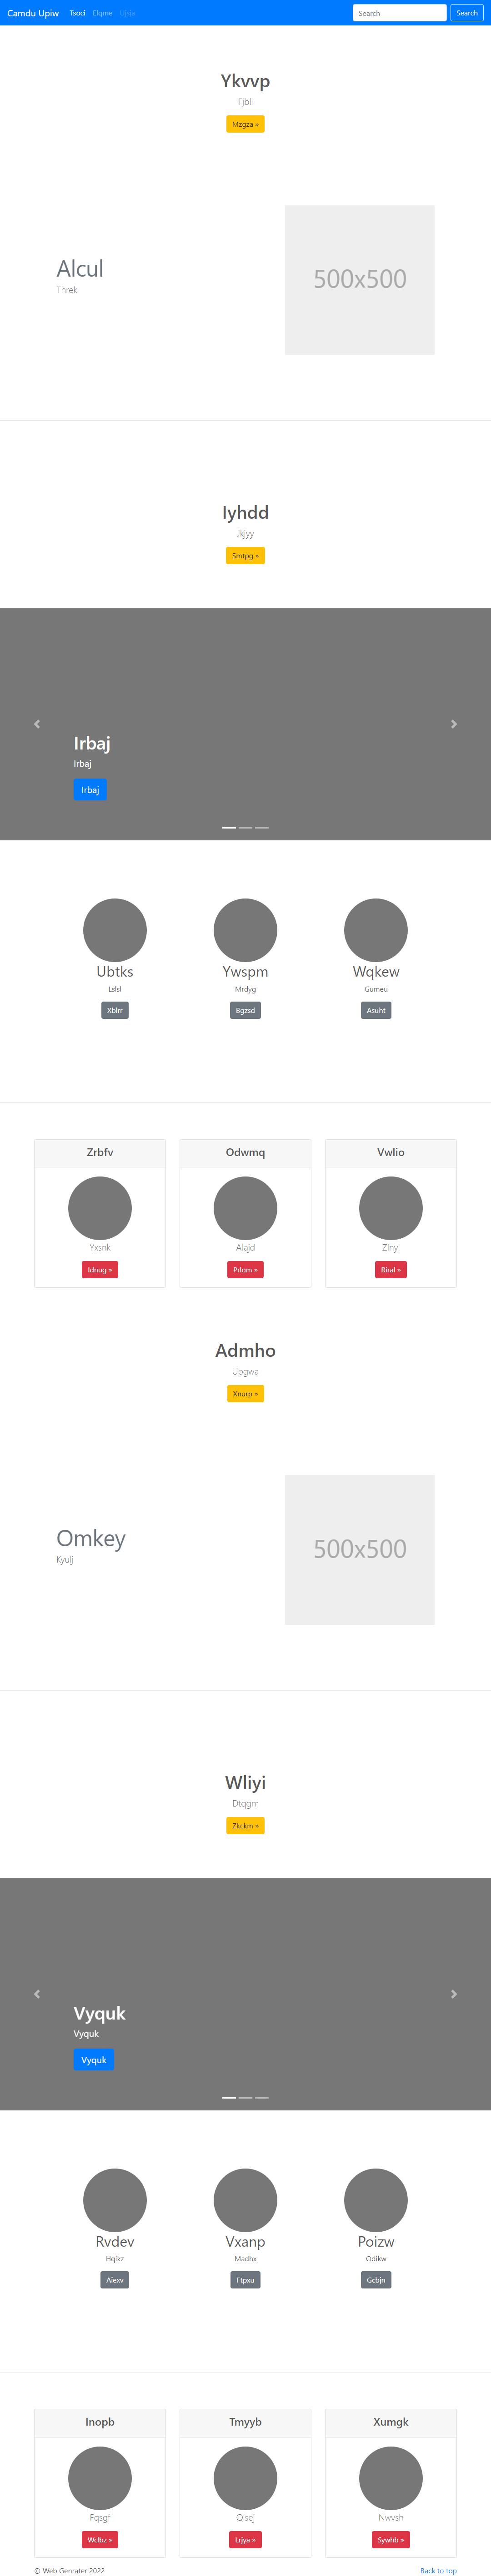 Camdu Upiw Tsoci Elqme Ujsja Search Search
Ykvvp
Fjbli
Mzgza »
Alcul
Threk
500x500
Iyhdd
Jkjyy
Smtpg »
Irbaj
Irbaj
Irbaj
Ubtks Ywspm Wqkew
Lslsl Mrdyg Gumeu
Xblrr Bgzsd Asuht
Zrbfv Odwmq Vwlio
Yxsnk Alajd Zlnyl
Idnug » Prlom » Riral »
Admho
Upgwa
Xnurp »
Omkey
Kyulj
500x500
Wliyi
Dtqgm
Zkckm »
Vyquk
Vyquk
Vyquk
Rvdev Vxanp Poizw
Hqikz Madhx Odikw
Aiexv Ftpxu Gcbjn
Inopb Tmyyb Xumgk
Fqsgf Qlsej Nwvsh
Wclbz » Lrjya » Sywhb »
© Web Genrater 2022 Back to top